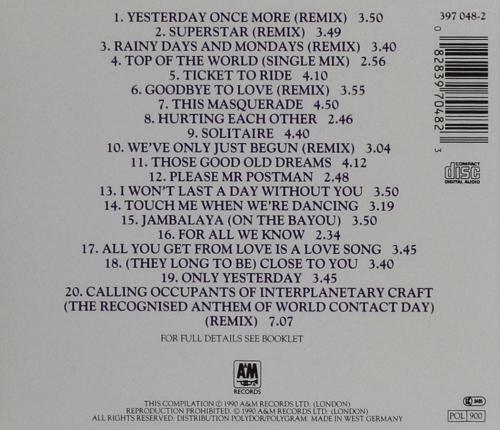 1. YESTERDAY ONCE MORE (REMIX) 3.50
397 048-2
2. SUPERSTAR (REMIX) 3.49
3. RAINY DAYS AND MONDAYS (REMIX) 3.40
4. TOP OF THE WORLD (SINGLE MIX) 2.56
5. TICKET TO RIDE 4.10
6. GOODBYE TO LOVE (REMIX) 3.55
7. THIS MASQUERADE 4.50
8. HURTING EACH OTHER 2.46
9. SOLITAIRE 4.40
10. WE'VE ONLY JUST BEGUN (REMIX) 3.04
11. THOSE GOOD OLD DREAMS 4.12
12. PLEASE MR POSTMAN 2.48
13. I WON'T LAST A DAY WITHOUT YOU 3.50
14. TOUCH ME WHEN WE'RE DANCING 3.19
15. JAMBALAYA (ON THE BAYOU) 3.50
16. FOR ALL WE KNOW 2.34
17. ALL YOU GET FROM LOVE IS A LOVE SONG 3.45
18. (THEY LONG TO BE) CLOSE TO YOU 3.40
19. ONLY YESTERDAY 3.45
20. CALLING OCCUPANTS OF INTERPLANETARY CRAFT
(THE RECOGNISED ANTHEM OF WORLD CONTACT DAY)
(REMIX) 7.07
0 82839 70482 3
COMPACT
disc
DIGITAL AUDIO
FOR FULL DETAILS SEE BOOKLET
A&M
RECORDS
THIS COMPILATION ℗ 1990 A&M RECORDS LTD. (LONDON)
REPRODUCTION PROHIBITED. © 1990 A&M RECORDS LTD. (LONDON)
ALL RIGHTS RESERVED. DISTRIBUTION POLYDOR/POLYGRAM. MADE IN WEST GERMANY
POL 900